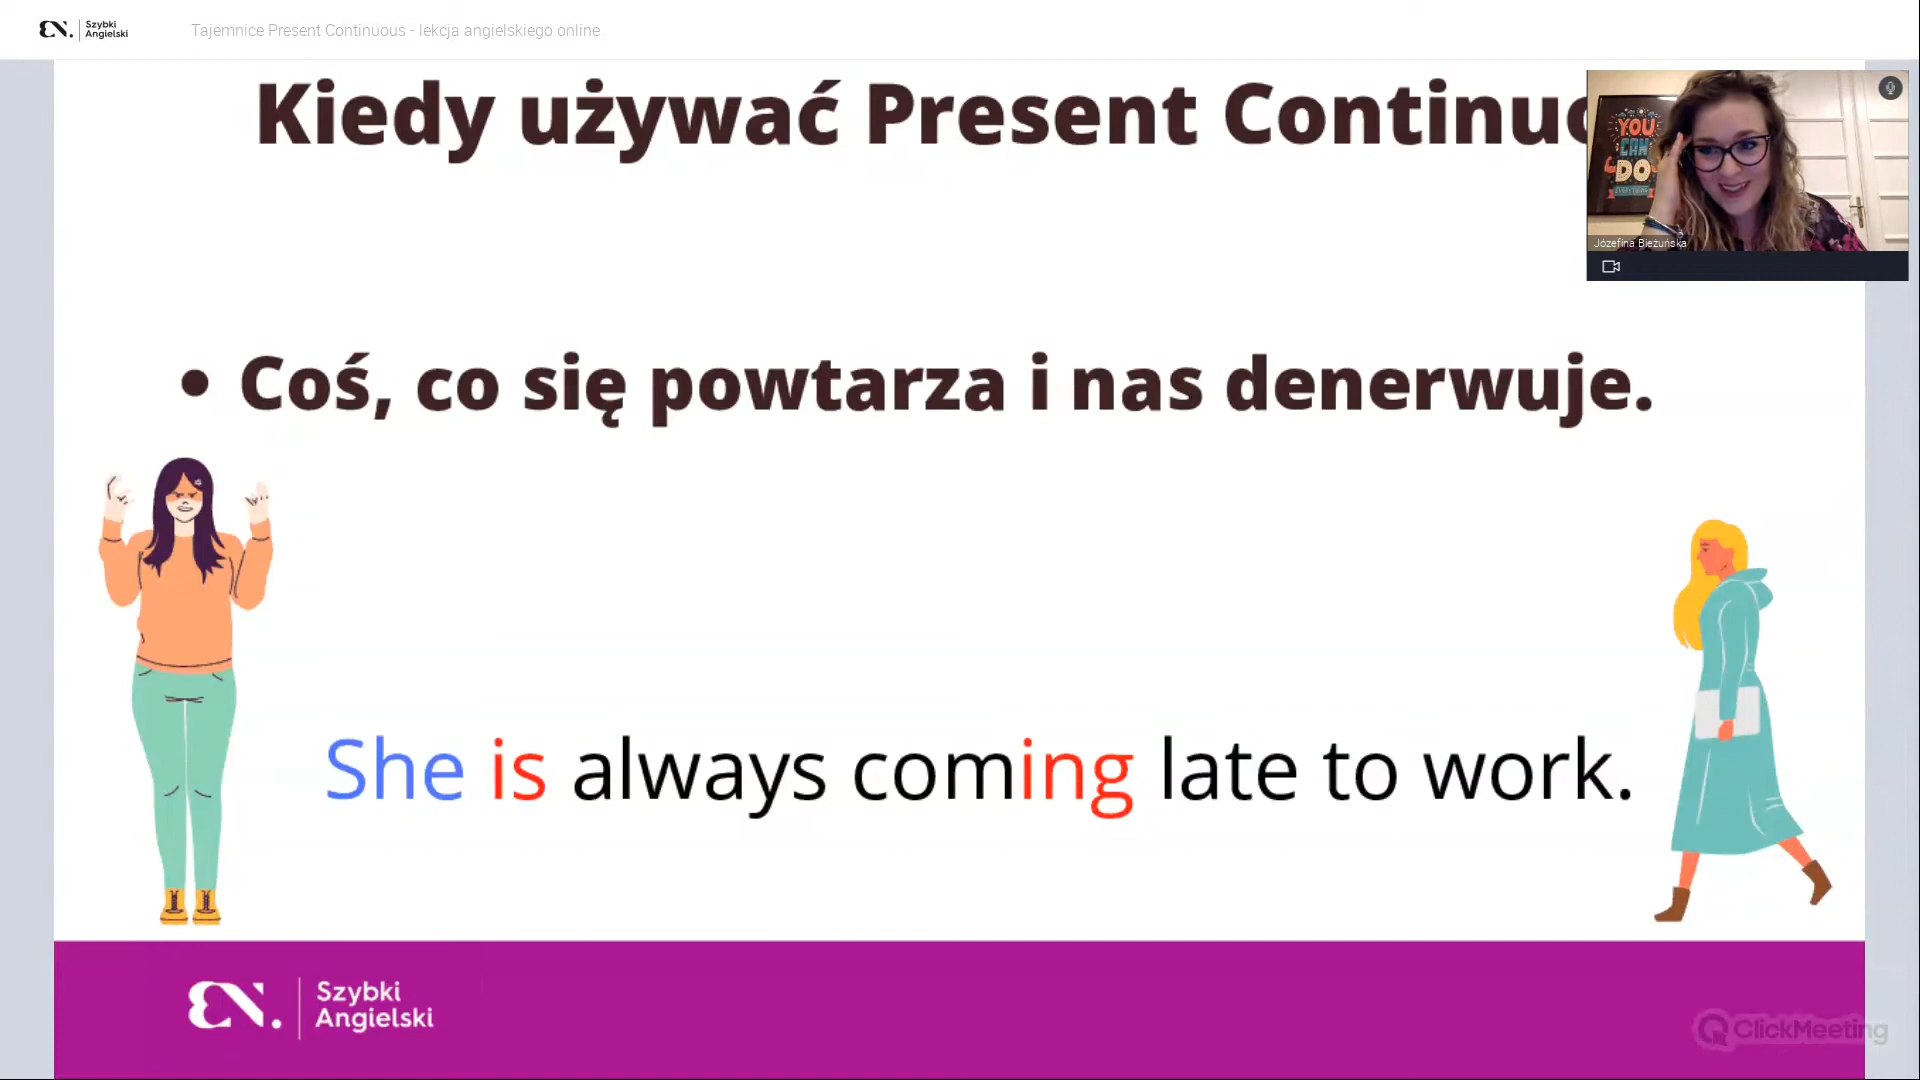 Szybki
Angielski
Tajemnice Present Continuous - lekcja angielskiego online
Kiedy używać Present Continuo
YOU
CAN
DO
Józefina Bieżuńska
• Coś, co się powtarza i nas denerwuje.
She is always coming late to work.
Szybki
Angielski
ClickMeeting